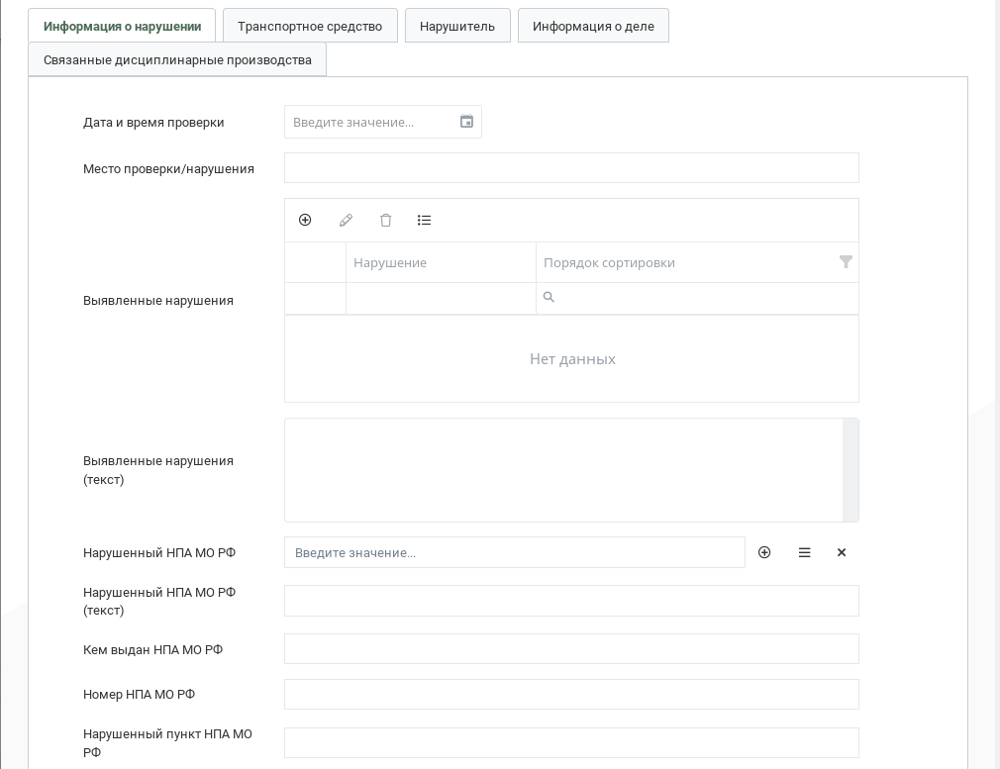 Информация о нарушении
Транспортное средство
Нарушитель
Информация о деле
Связанные дисциплинарные производства
Дата и время проверки
Введите значение...
Место проверки/нарушения
Нарушение
Порядок сортировки
Выявленные нарушения
Нет данных
Выявленные нарушения
(текст)
Нарушенный НПА МО РФ
Введите значение...
Нарушенный НПА МО РФ
(текст)
Кем выдан НПА МО РФ
Номер НПА МО РФ
Нарушенный пункт НПА МО
РФ